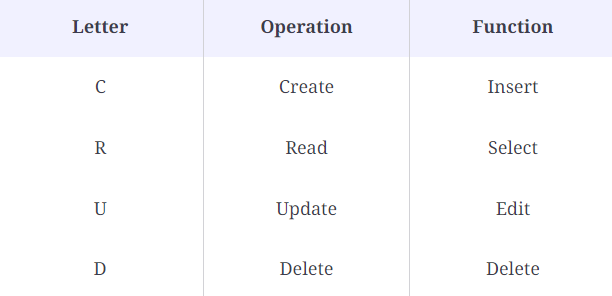 Letter Operation Function
C Create Insert
R Read Select
U Update Edit
D Delete Delete